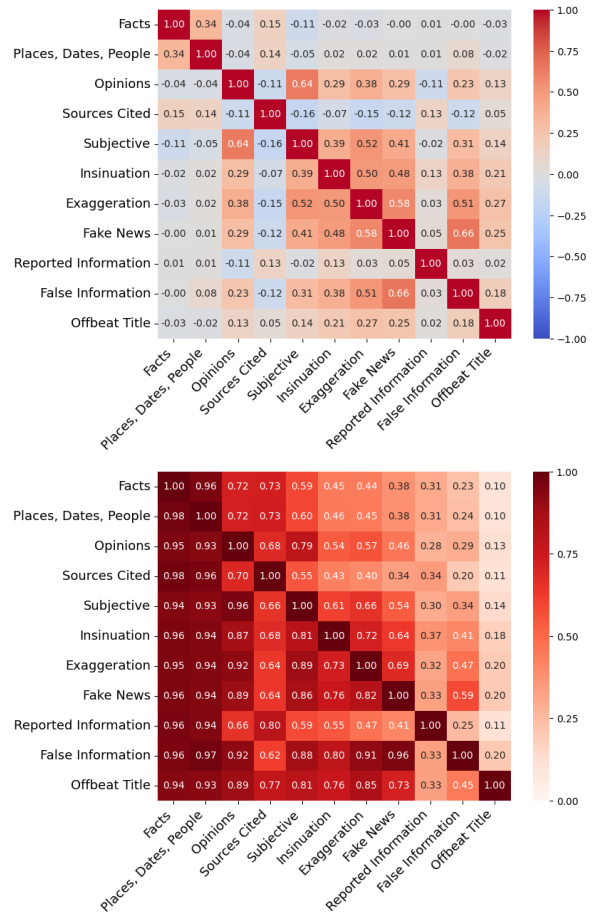 Facts 1.00 0.34 -0.04 0.15 -0.11 -0.02 -0.03 -0.00 0.01 -0.00 -0.03
Places, Dates, People 0.34 1.00 -0.04 0.14 -0.05 0.02 0.02 0.01 0.01 0.08 -0.02
Opinions -0.04 -0.04 1.00 -0.11 0.64 0.29 0.38 0.29 -0.11 0.23 0.13
Sources Cited 0.15 0.14 -0.11 1.00 -0.16 -0.07 -0.15 -0.12 0.13 -0.12 0.05
Subjective -0.11 -0.05 0.64 -0.16 1.00 0.39 0.52 0.41 -0.02 0.31 0.14
Insinuation -0.02 0.02 0.29 -0.07 0.39 1.00 0.50 0.48 0.13 0.38 0.21
Exaggeration -0.03 0.02 0.38 -0.15 0.52 0.50 1.00 0.58 0.03 0.51 0.27
Fake News -0.00 0.01 0.29 -0.12 0.41 0.48 0.58 1.00 0.05 0.66 0.25
Reported Information 0.01 0.01 -0.11 0.13 -0.02 0.13 0.03 0.05 1.00 0.03 0.02
False Information -0.00 0.08 0.23 -0.12 0.31 0.38 0.51 0.66 0.03 1.00 0.18
Offbeat Title -0.03 -0.02 0.13 0.05 0.14 0.21 0.27 0.25 0.02 0.18 1.00
Facts
Places, Dates, People
Opinions
Sources Cited
Subjective
Insinuation
Exaggeration
Fake News
Reported Information
False Information
Offbeat Title
1.00
0.75
0.50
0.25
0.00
−0.25
−0.50
−0.75
−1.00
Facts 1.00 0.96 0.72 0.73 0.59 0.45 0.44 0.38 0.31 0.23 0.10
Places, Dates, People 0.98 1.00 0.72 0.73 0.60 0.46 0.45 0.38 0.31 0.24 0.10
Opinions 0.95 0.93 1.00 0.68 0.79 0.54 0.57 0.46 0.28 0.29 0.13
Sources Cited 0.98 0.96 0.70 1.00 0.55 0.43 0.40 0.34 0.34 0.20 0.11
Subjective 0.94 0.93 0.96 0.66 1.00 0.61 0.66 0.54 0.30 0.34 0.14
Insinuation 0.96 0.94 0.87 0.68 0.81 1.00 0.72 0.64 0.37 0.41 0.18
Exaggeration 0.95 0.94 0.92 0.64 0.89 0.73 1.00 0.69 0.32 0.47 0.20
Fake News 0.96 0.94 0.89 0.64 0.86 0.76 0.82 1.00 0.33 0.59 0.20
Reported Information 0.96 0.94 0.66 0.80 0.59 0.55 0.47 0.41 1.00 0.25 0.11
False Information 0.96 0.97 0.92 0.62 0.88 0.80 0.91 0.96 0.33 1.00 0.20
Offbeat Title 0.94 0.93 0.89 0.77 0.81 0.76 0.85 0.73 0.33 0.45 1.00
Facts
Places, Dates, People
Opinions
Sources Cited
Subjective
Insinuation
Exaggeration
Fake News
Reported Information
False Information
Offbeat Title
1.00
0.75
0.50
0.25
0.00